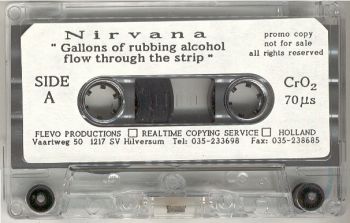 Nirvana
" Gallons of rubbing alcohol
flow through the strip "
promo copy
not for sale
all rights reserved
SIDE
A
CrO2
70µs
FLEVO PRODUCTIONS □ REALTIME COPYING SERVICE □ HOLLAND
Vaartweg 50 1217 SV Hilversum Tel: 035-233698 Fax: 035-238685